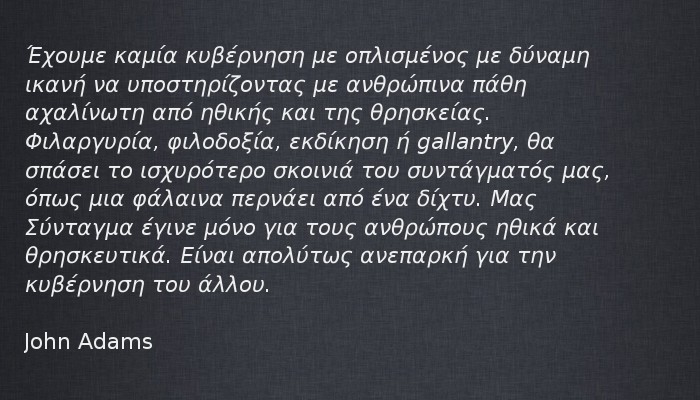 Έχουμε καμία κυβέρνηση με οπλισμένος με δύναμη
ικανή να υποστηρίζοντας με ανθρώπινα πάθη
αχαλίνωτη από ηθικής και της θρησκείας.
Φιλαργυρία, φιλοδοξία, εκδίκηση ή gallantry, θα
σπάσει το ισχυρότερο σκοινιά του συντάγματός μας,
όπως μια φάλαινα περνάει από ένα δίχτυ. Μας
Σύνταγμα έγινε μόνο για τους ανθρώπους ηθικά και
θρησκευτικά. Είναι απολύτως ανεπαρκή για την
κυβέρνηση του άλλου.
John Adams